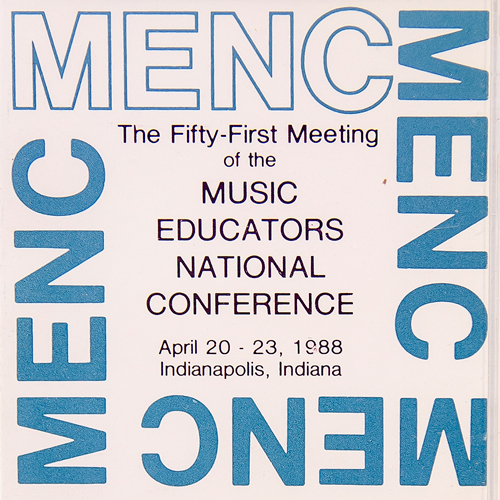 MENC
MENC
The Fifty-First Meeting
of the
MUSIC
EDUCATORS
NATIONAL
CONFERENCE
April 20 - 23, 1988
Indianapolis, Indiana
MENC
MENC